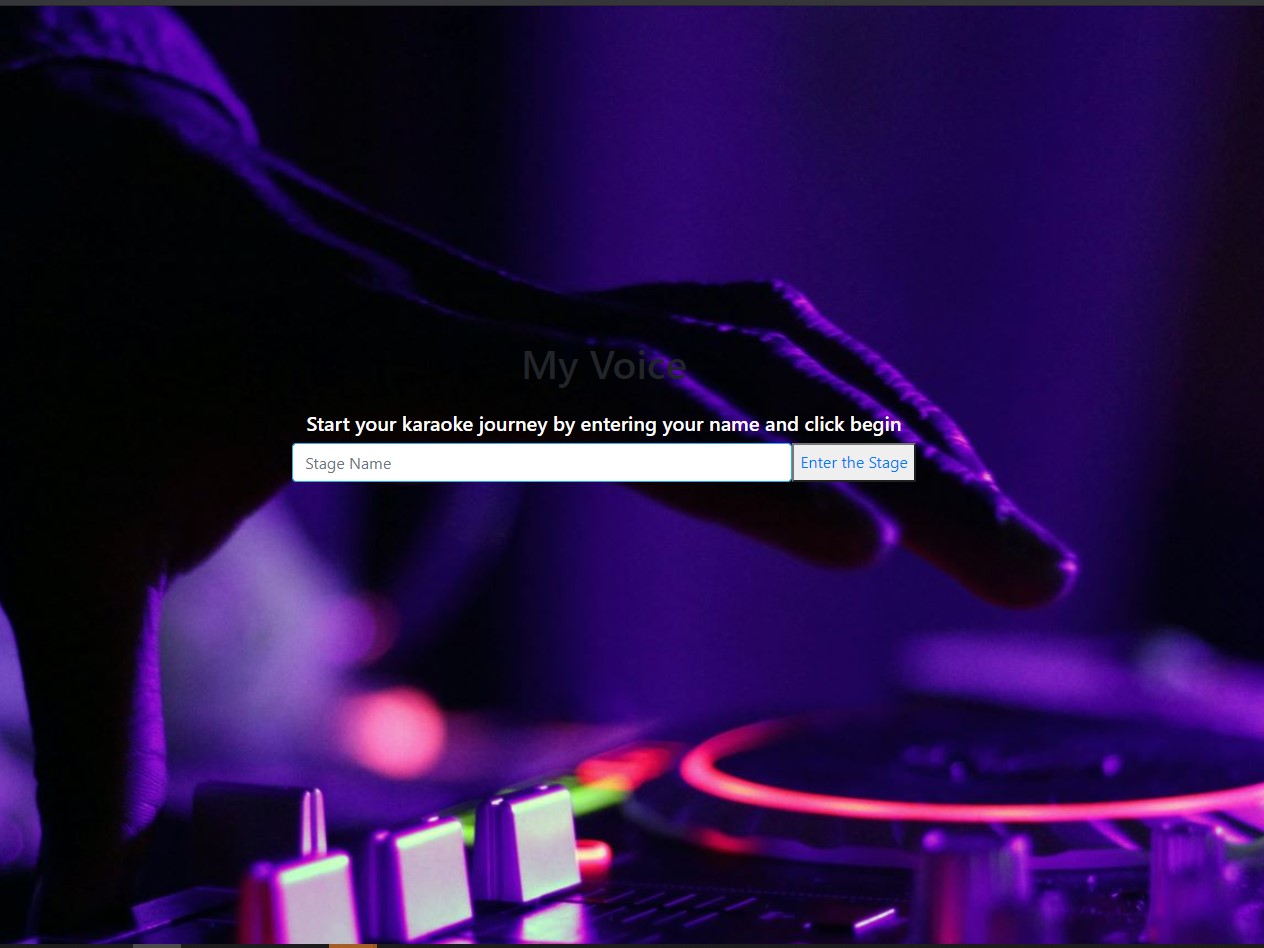 My Voice
Start your karaoke journey by entering your name and click begin
Stage Name
Enter the Stage